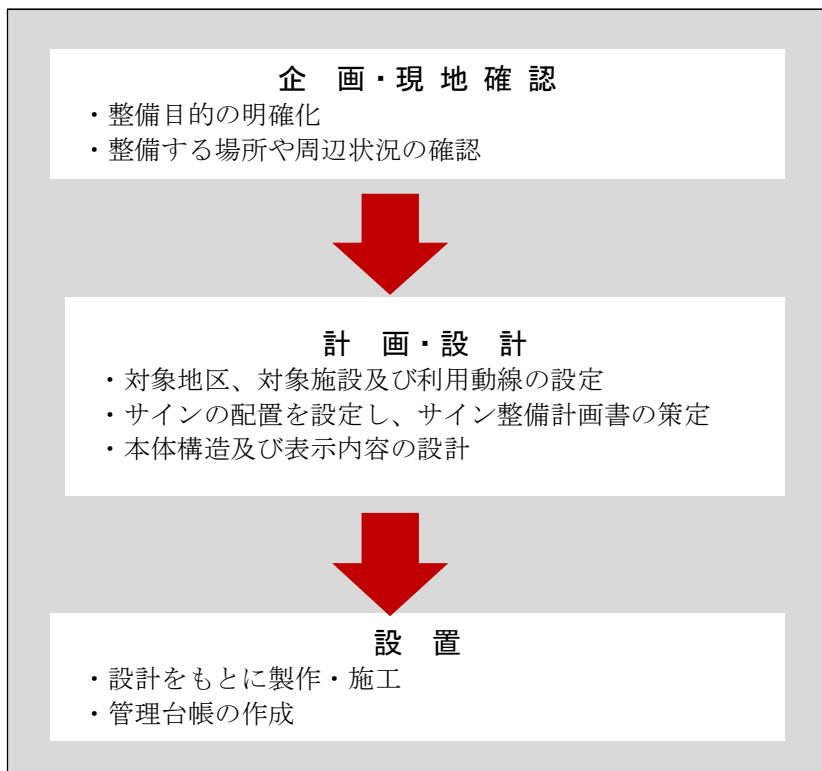 企 画・現 地 確 認
・整備目的の明確化
・整備する場所や周辺状況の確認
計 画・設 計
・対象地区、対象施設及び利用動線の設定
・サインの配置を設定し、サイン整備計画書の策定
・本体構造及び表示内容の設計
設 置
・設計をもとに製作・施工
・管理台帳の作成